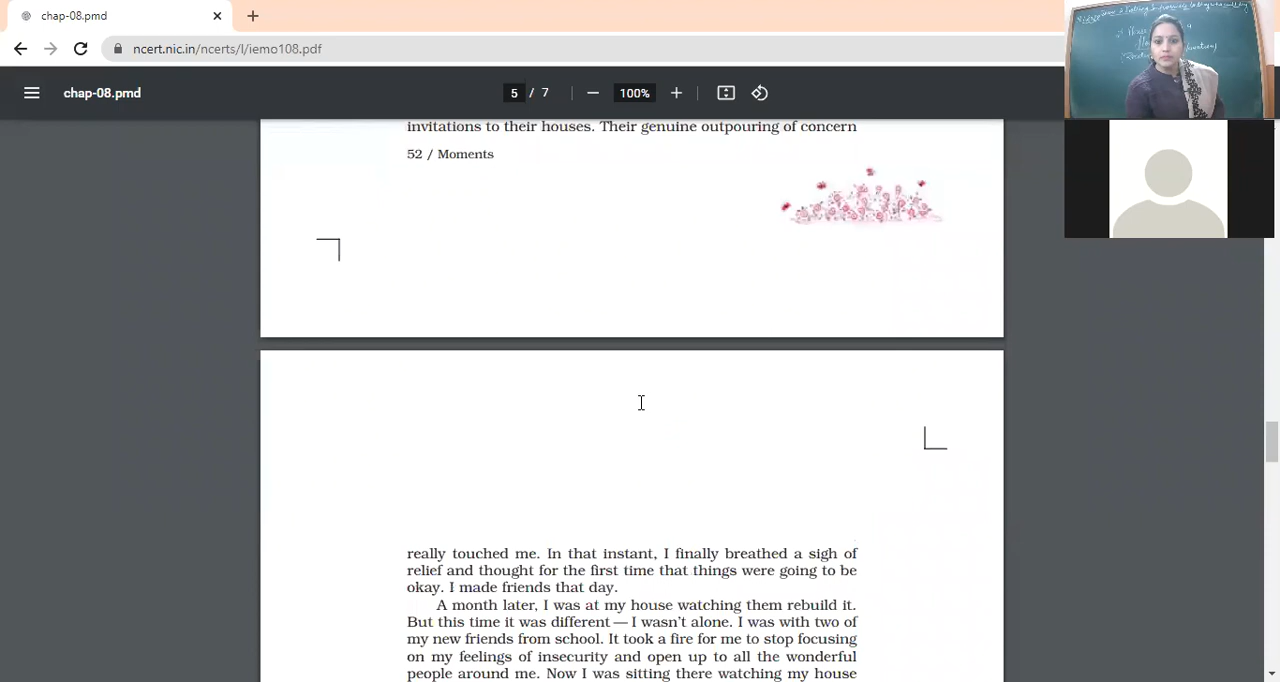 chap-08.pmd
ncert.nic.in/ncerts/l/iemo108.pdf
chap-08.pmd
5 / 7
100%
invitations to their houses. Their genuine outpouring of concern
52 / Moments
really touched me. In that instant, I finally breathed a sigh of
relief and thought for the first time that things were going to be
okay. I made friends that day.
A month later, I was at my house watching them rebuild it.
But this time it was different — I wasn't alone. I was with two of
my new friends from school. It took a fire for me to stop focusing
on my feelings of insecurity and open up to all the wonderful
people around me. Now I was sitting there watching my house